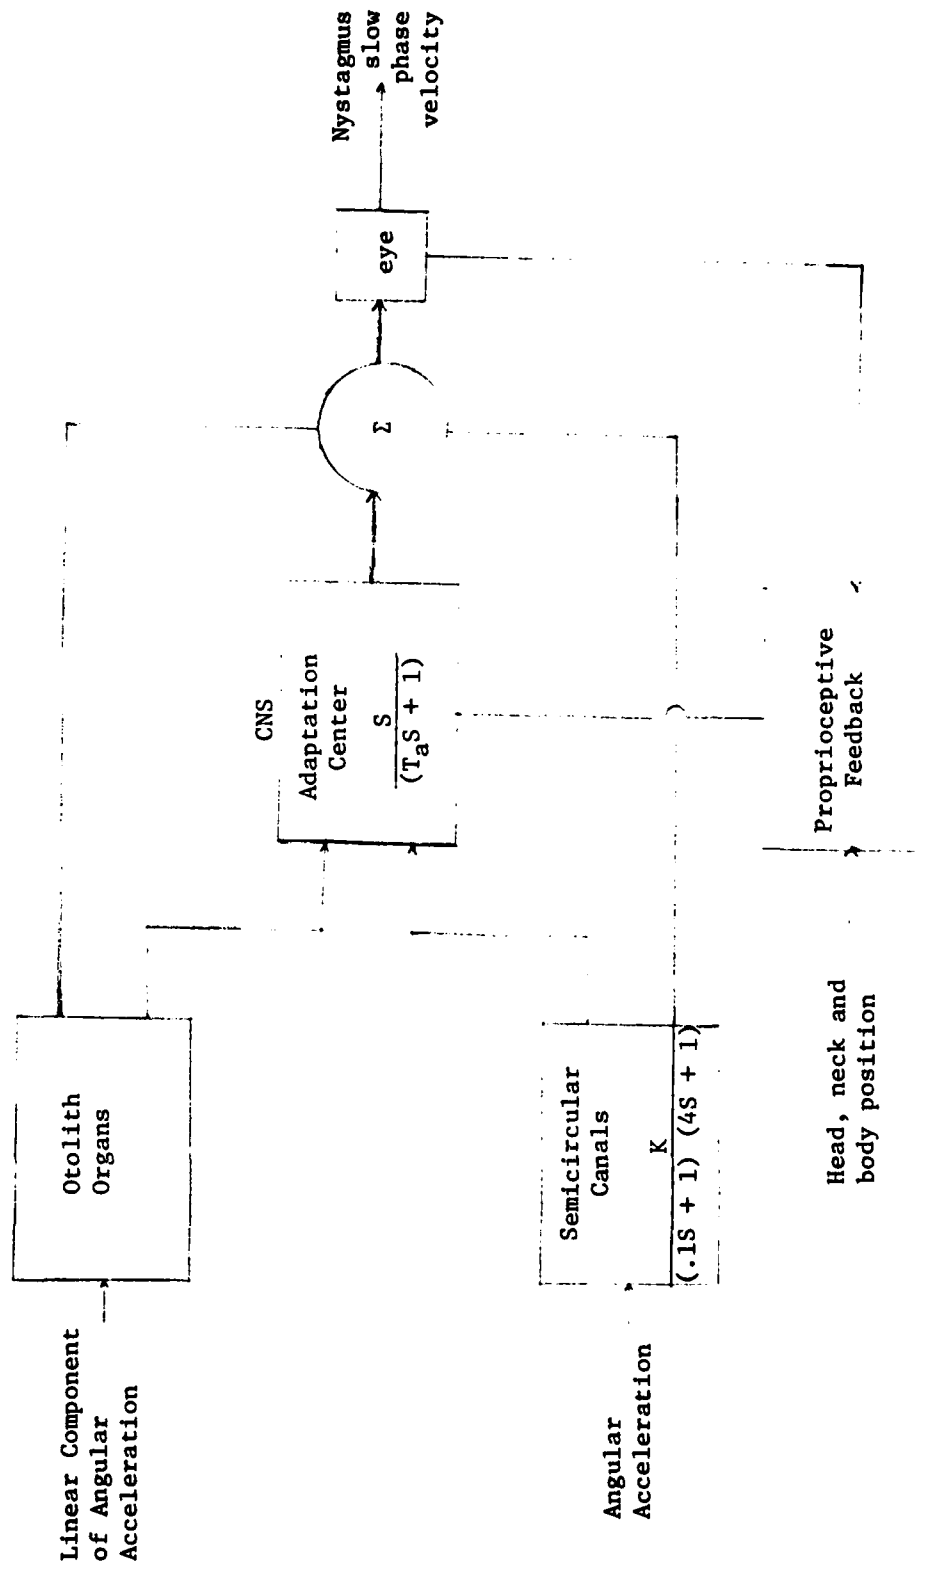 Linear Component
of Angular
Acceleration
Otolith
Organs
Angular
Acceleration
Semicircular
Canals
K
(.1S + 1) (4S + 1)
Head, neck and
body position
CNS
Adaptation
Center
S
(TaS + 1)
Proprioceptive
Feedback
Σ
eye
Nystagmus
slow
phase
velocity